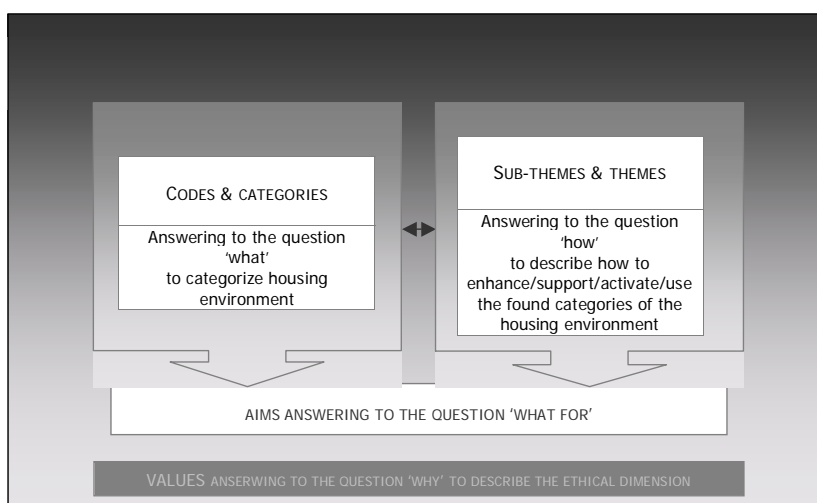 CODES & CATEGORIES
Answering to the question
‘what’
to categorize housing
environment
SUB-THEMES & THEMES
Answering to the question
‘how’
to describe how to
enhance/support/activate/use
the found categories of the
housing environment
AIMS ANSWERING TO THE QUESTION ‘WHAT FOR’
VALUES ANSERWING TO THE QUESTION ‘WHY’ TO DESCRIBE THE ETHICAL DIMENSION